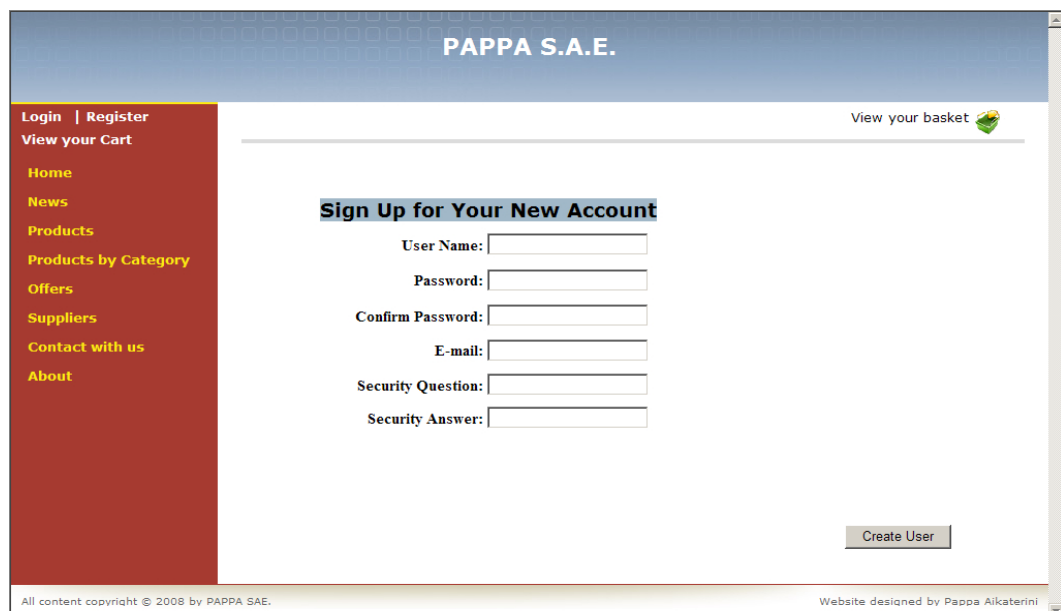 PAPPA S.A.E.
Login | Register
View your Cart
View your basket
Home
News
Products
Products by Category
Offers
Suppliers
Contact with us
About
Sign Up for Your New Account
User Name:
Password:
Confirm Password:
E-mail:
Security Question:
Security Answer:
Create User
All content copyright © 2008 by PAPPA SAE.
Website designed by Pappa Aikaterini